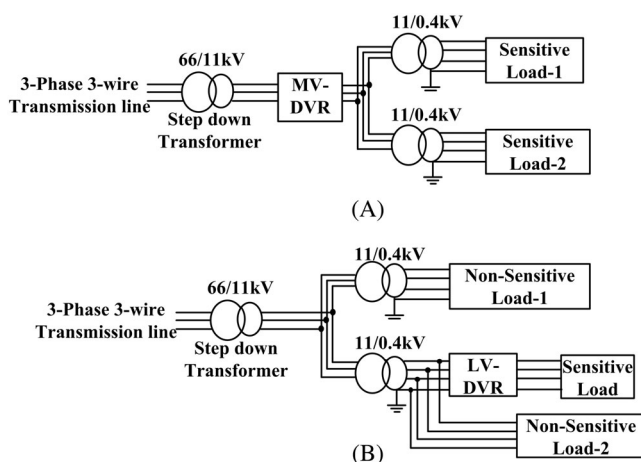 11/0.4kV
66/11kV
3-Phase 3-wire
Transmission line
Step down
Transformer
MV-
DVR
Sensitive
Load-1
11/0.4kV
Sensitive
Load-2
(A)
11/0.4kV
66/11kV
3-Phase 3-wire
Transmission line
Step down
Transformer
Non-Sensitive
Load-1
11/0.4kV
LV-
DVR
Sensitive
Load
Non-Sensitive
Load-2
(B)